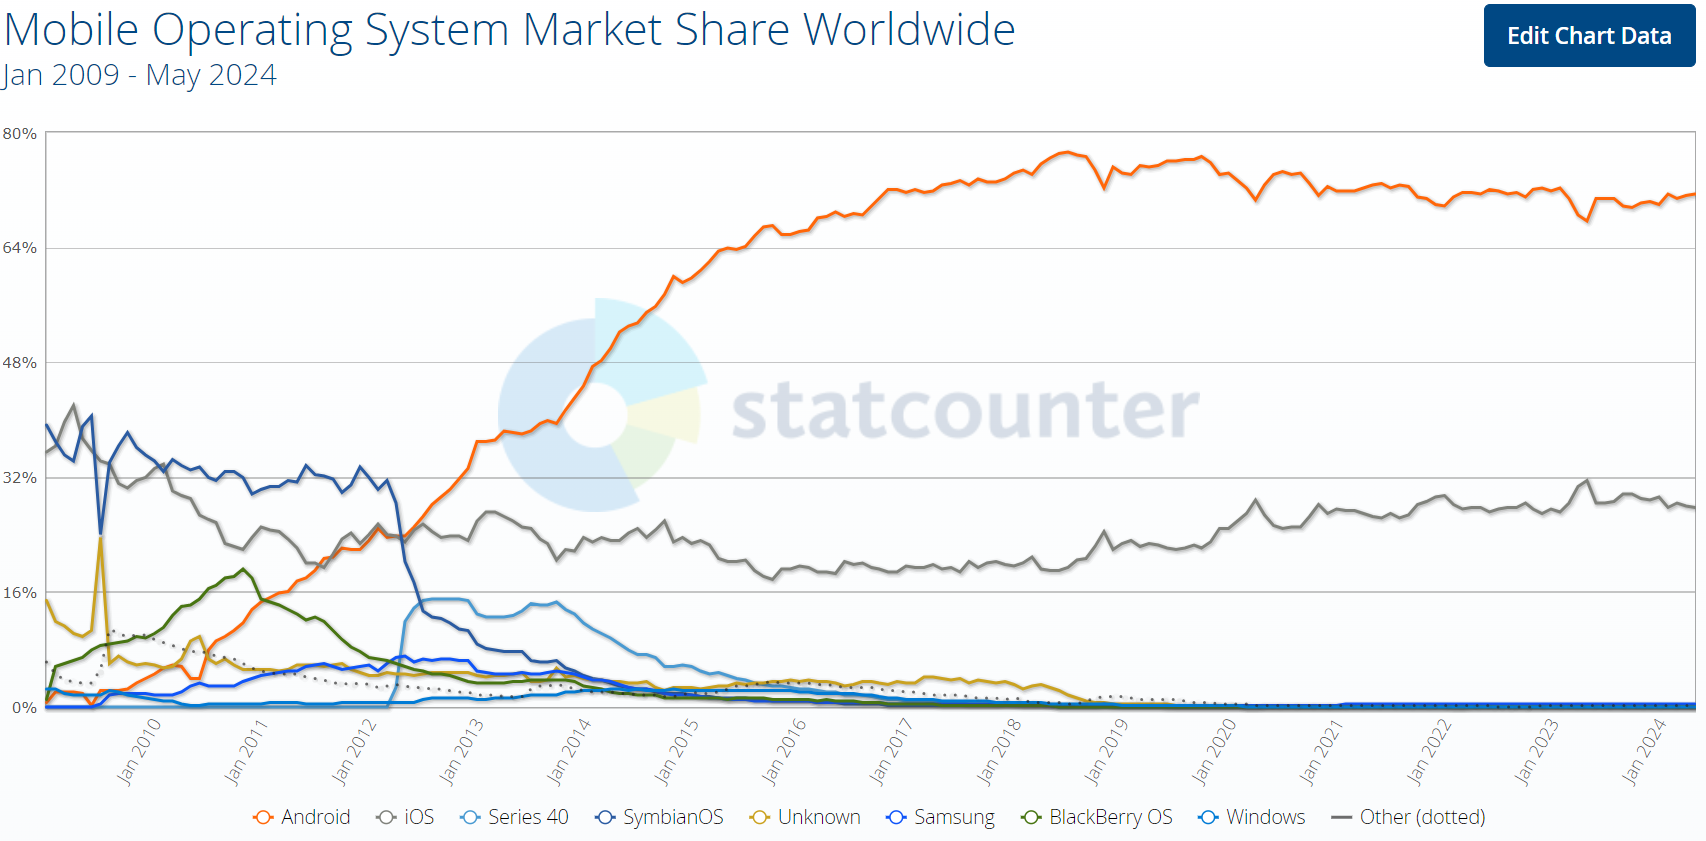 Mobile Operating System Market Share Worldwide
Edit Chart Data
Jan 2009 - May 2024
80%
64%
48%
statcounter
32%
16%
0%
Jan 2010
Jan 2011
Jan 2012
Jan 2013
Jan 2014
Jan 2015
Jan 2016
Jan 2017
Jan 2018
Jan 2019
Jan 2020
Jan 2021
Jan 2022
Jan 2023
Jan 2024
Android iOS Series 40 SymbianOS Unknown Samsung BlackBerry OS Windows Other (dotted)